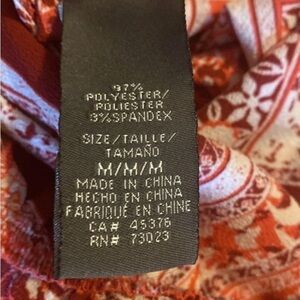 97%
POLYESTER/
POLIESTER
3%SPANDEX
SIZE/TAILLE/
TAMAÑO
M/M/M
MADE IN CHINA
HECHO EN CHINA
FABRIQUÉ EN CHINE
CA# 45376
RN# 73023